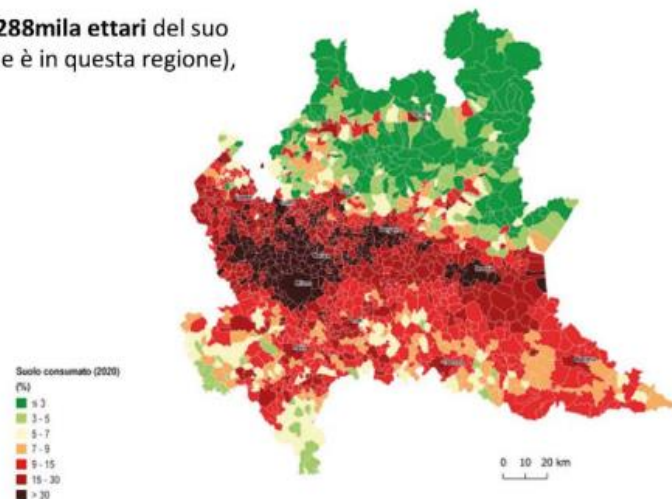 288mila ettari del suo
e è in questa regione),
Suolo consumato (2020)
(%)
≤ 3
3 - 5
5 - 7
7 - 9
9 - 15
15 - 30
> 30
0 10 20 km